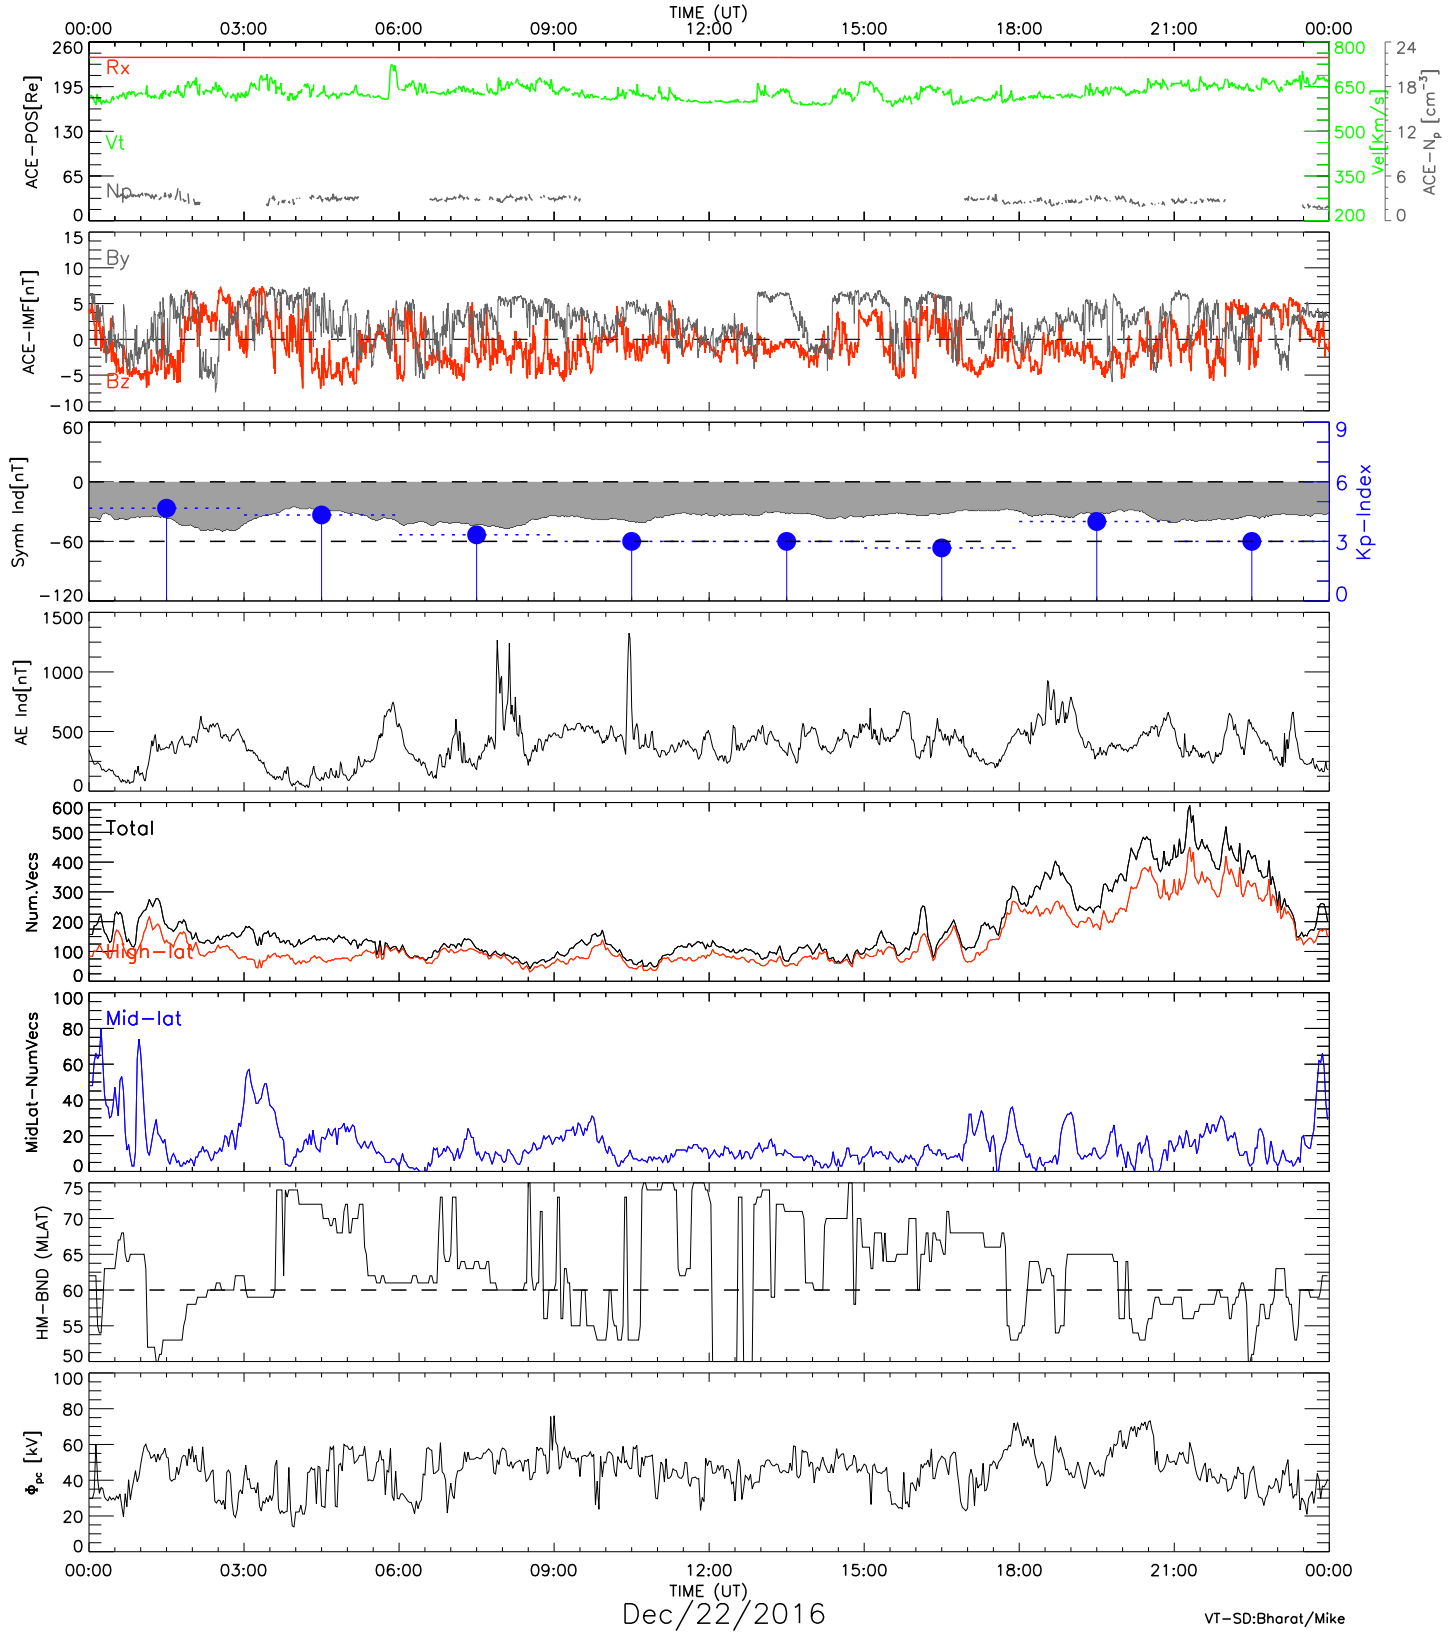 TIME (UT)
00:00 03:00 06:00 09:00 12:00 15:00 18:00 21:00 00:00
260 195 130 65 0
ACE-POS[Re]
Rx
Vt
Np
800 650 500 350 200
Vel[Km/s]
24 18 12 6 0
ACE-Np [cm-3]
15 10 5 0 -5 -10
ACE-IMF[nT]
By
Bz
60 0 -60 -120
Symh Ind[nT]
9 6 3 0
Kp-Index
1500 1000 500 0
AE Ind[nT]
600 500 400 300 200 100 0
Num.Vecs
Total
High-lat
100 80 60 40 20 0
MidLat-NumVecs
Mid-lat
75 70 65 60 55 50
HM-BND (MLAT)
100 80 60 40 20 0
Φpc [kV]
00:00 03:00 06:00 09:00 12:00 15:00 18:00 21:00 00:00
TIME (UT)
Dec/22/2016
VT-SD:Bharat/Mike